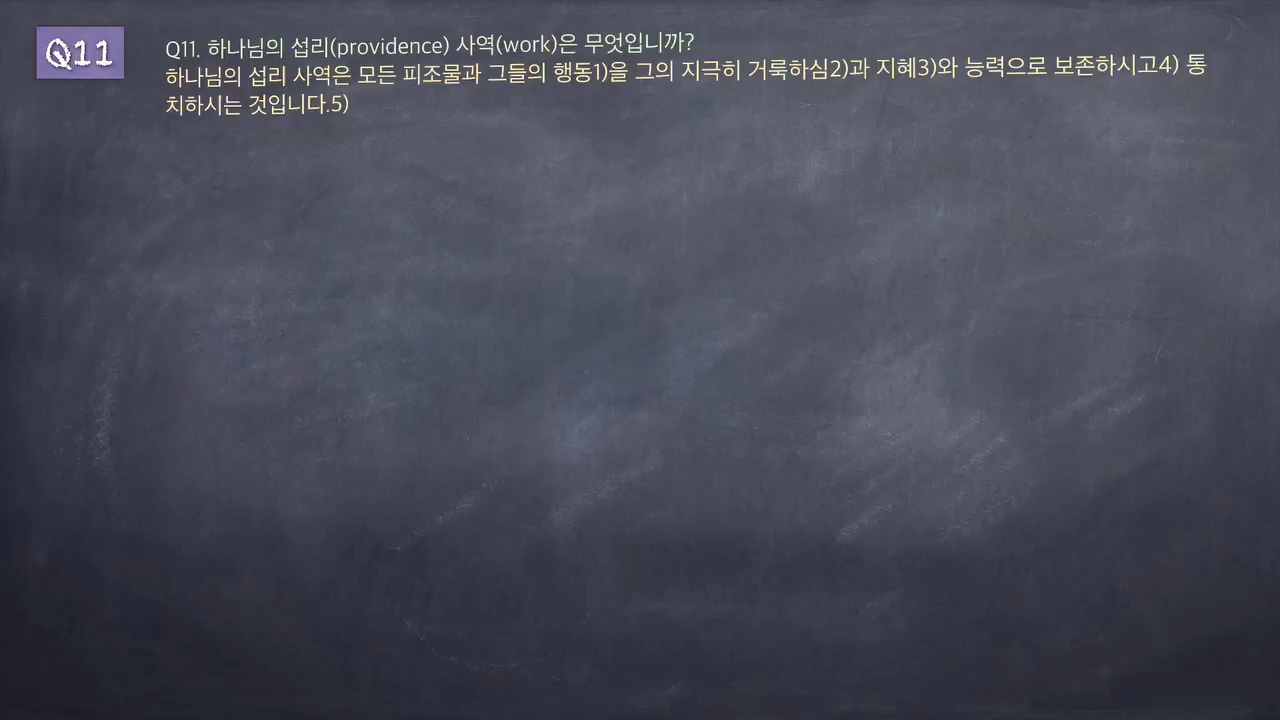 Q11
Q11. 하나님의 섭리(providence) 사역(work)은 무엇입니까?
하나님의 섭리 사역은 모든 피조물과 그들의 행동1)을 그의 지극히 거룩하심2)과 지혜3)와 능력으로 보존하시고4) 통
치하시는 것입니다.5)